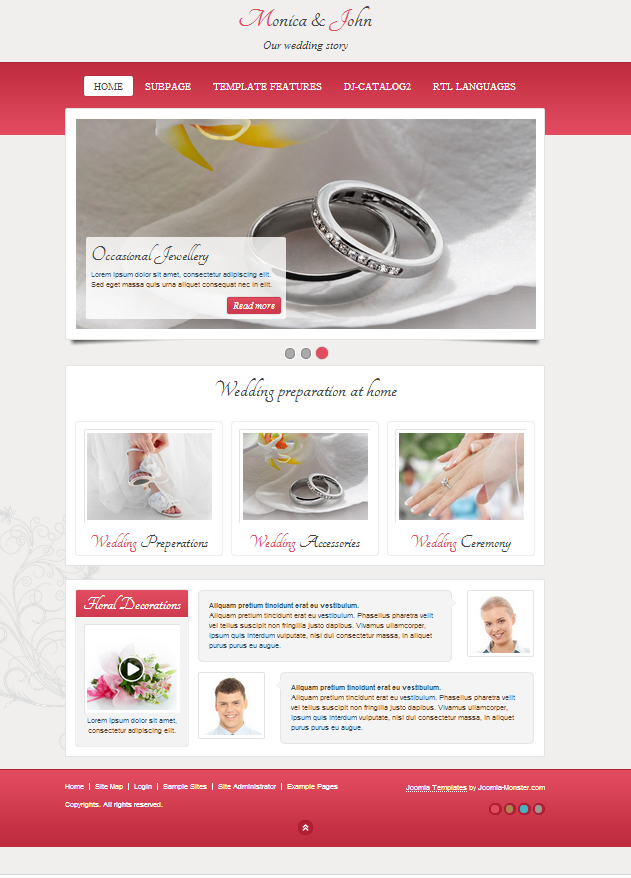 Monica & John
Our wedding story
HOME SUBPAGE TEMPLATE FEATURES DJ-CATALOG2 RTL LANGUAGES
Occasional Jewellery
Lorem ipsum dolor sit amet, consectetur adipiscing elit.
Sed eget massa quis urna aliquet consequat nec in elit.
Read more
Wedding preparation at home
Wedding Preperations
Wedding Accessories
Wedding Ceremony
Floral Decorations
Lorem ipsum dolor sit amet,
consectetur adipiscing elit.
Aliquam pretium tincidunt erat eu vestibulum.
Aliquam pretium tincidunt erat eu vestibulum. Phasellus pharetra velit
vel tellus suscipit non fringilla justo dapibus. Vivamus ullamcorper,
ipsum quis interdum vulputate, nisl dui consectetur mauris, in aliquet
purus purus eu augue.
Aliquam pretium tincidunt erat eu vestibulum.
Aliquam pretium tincidunt erat eu vestibulum. Phasellus pharetra velit
vel tellus suscipit non fringilla justo dapibus. Vivamus ullamcorper,
ipsum quis interdum vulputate, nisl dui consectetur mauris, in aliquet
purus purus eu augue.
Home | Site Map | Login | Sample Sites | Site Administrator | Example Pages
Joomla Templates by Joomla-Monster.com
Copyrights. All rights reserved.